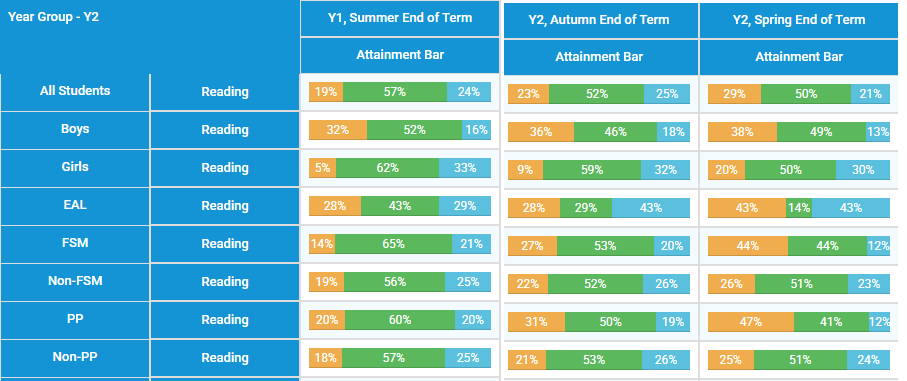 Year Group - Y2 Y1, Summer End of Term Y2, Autumn End of Term Y2, Spring End of Term
Attainment Bar Attainment Bar Attainment Bar
All Students Reading 19% 57% 24% 23% 52% 25% 29% 50% 21%
Boys Reading 32% 52% 16% 36% 46% 18% 38% 49% 13%
Girls Reading 5% 62% 33% 9% 59% 32% 20% 50% 30%
EAL Reading 28% 43% 29% 28% 29% 43% 43% 14% 43%
FSM Reading 14% 65% 21% 27% 53% 20% 44% 44% 12%
Non-FSM Reading 19% 56% 25% 22% 52% 26% 26% 51% 23%
PP Reading 20% 60% 20% 31% 50% 19% 47% 41% 12%
Non-PP Reading 18% 57% 25% 21% 53% 26% 25% 51% 24%